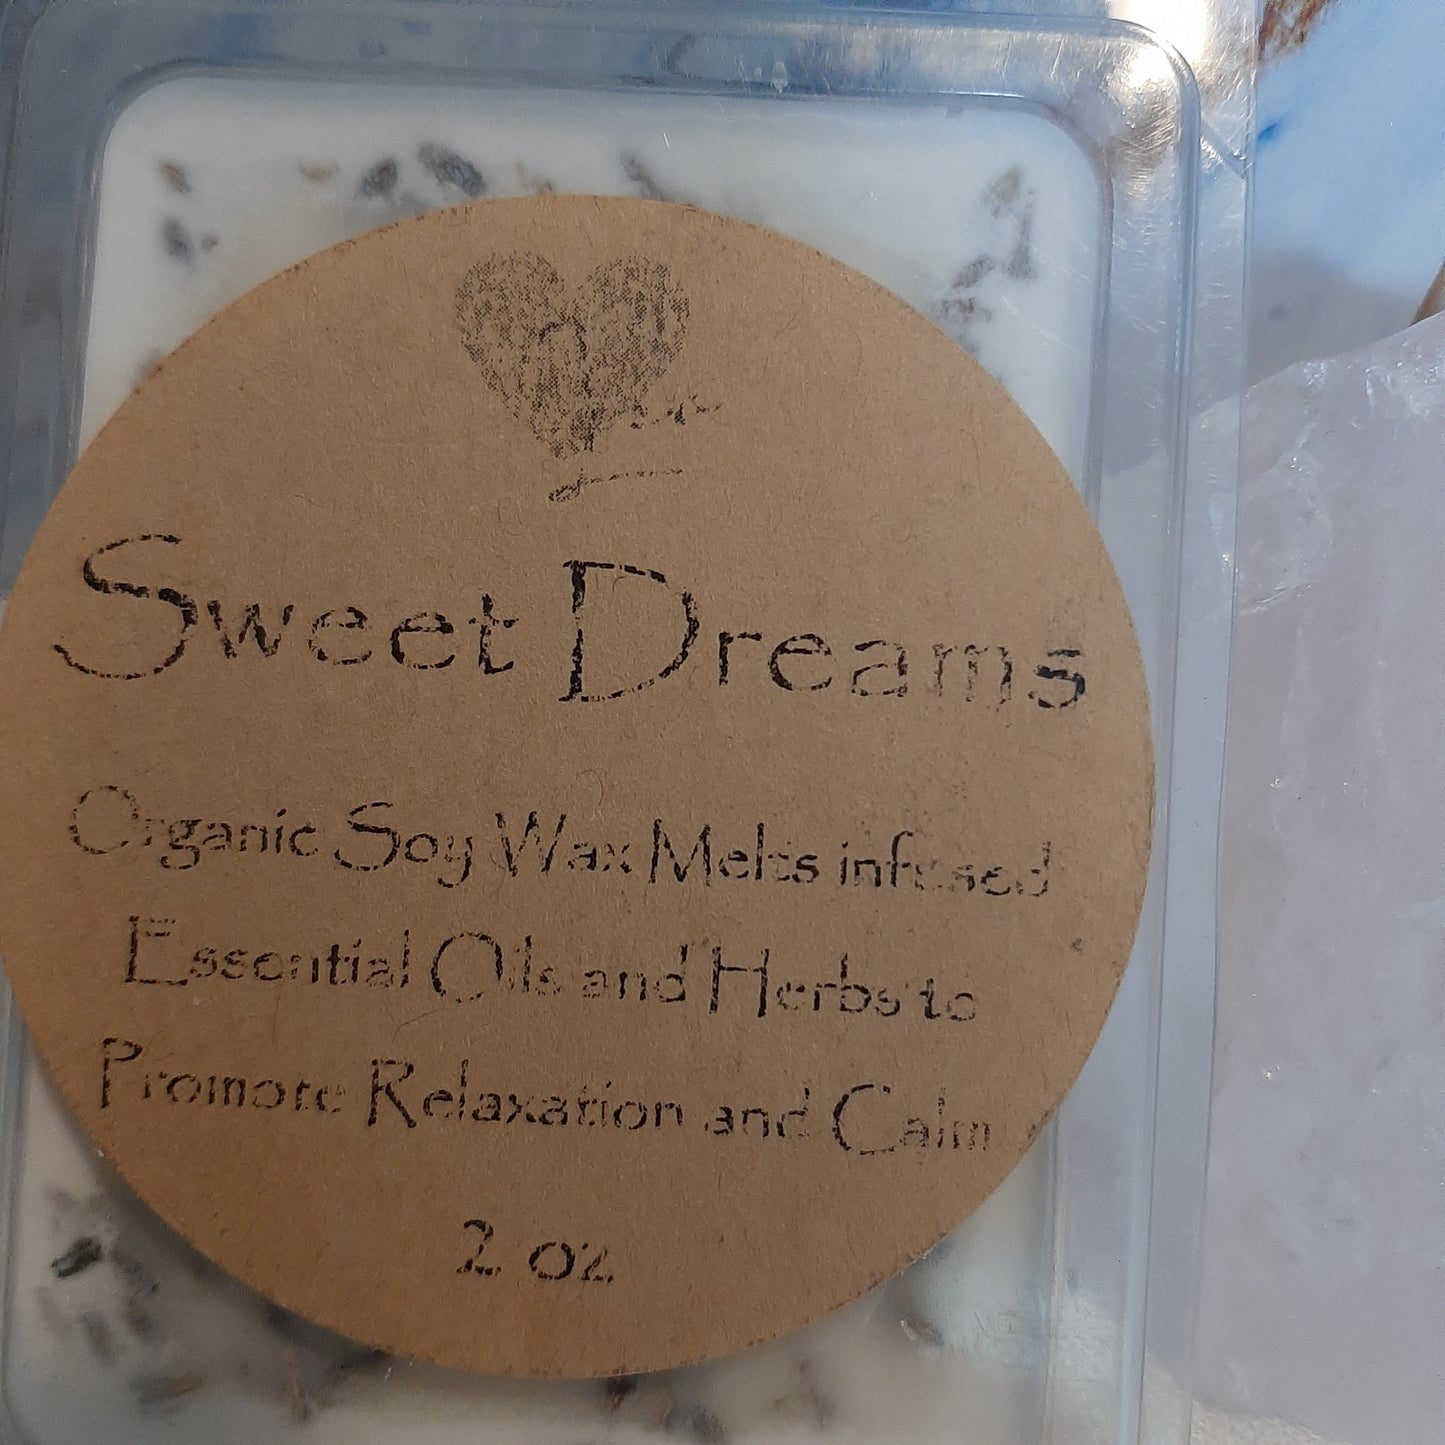 Sweet Dreams
Organic Soy Wax Melts infused
Essential Oils and Herbs to
Promote Relaxation and Calm
2 oz